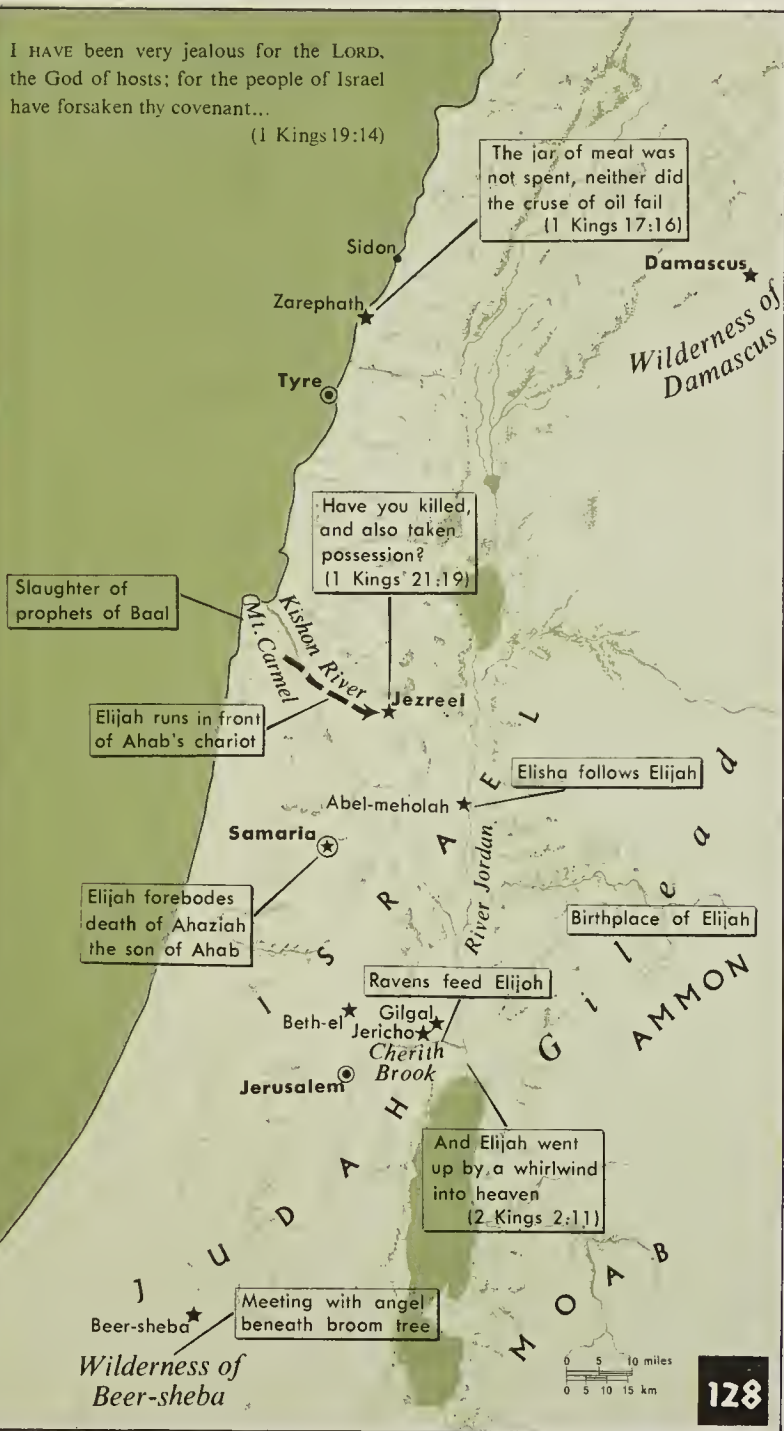 I HAVE been very jealous for the LORD,
the God of hosts; for the people of Israel
have forsaken thy covenant...
(1 Kings 19:14)
The jar of meal was
not spent, neither did
the cruse of oil fail
(1 Kings 17:16)
Sidon
Damascus
Zarephath
Wilderness of
Damascus
Tyre
Have you killed,
and also taken
possession?
(1 Kings 21:19)
Slaughter of
prophets of Baal
Kishon River
Mt. Carmel
Jezreel
Elijah runs in front
of Ahab's chariot
Elisha follows Elijah
Abel-meholah
Samaria
River Jordan
ISRAEL
Gilead
Elijah forebodes
death of Ahaziah
the son of Ahab
Birthplace of Elijah
AMMON
Ravens feed Elijah
Beth-el
Gilgal
Jericho
Cherith
Brook
Jerusalem
And Elijah went
up by a whirlwind
into heaven
(2 Kings 2:11)
JUDAH
MOAB
Beer-sheba
Meeting with angel
beneath broom tree
Wilderness of
Beer-sheba
0 5 10 miles
0 5 10 15 km
128